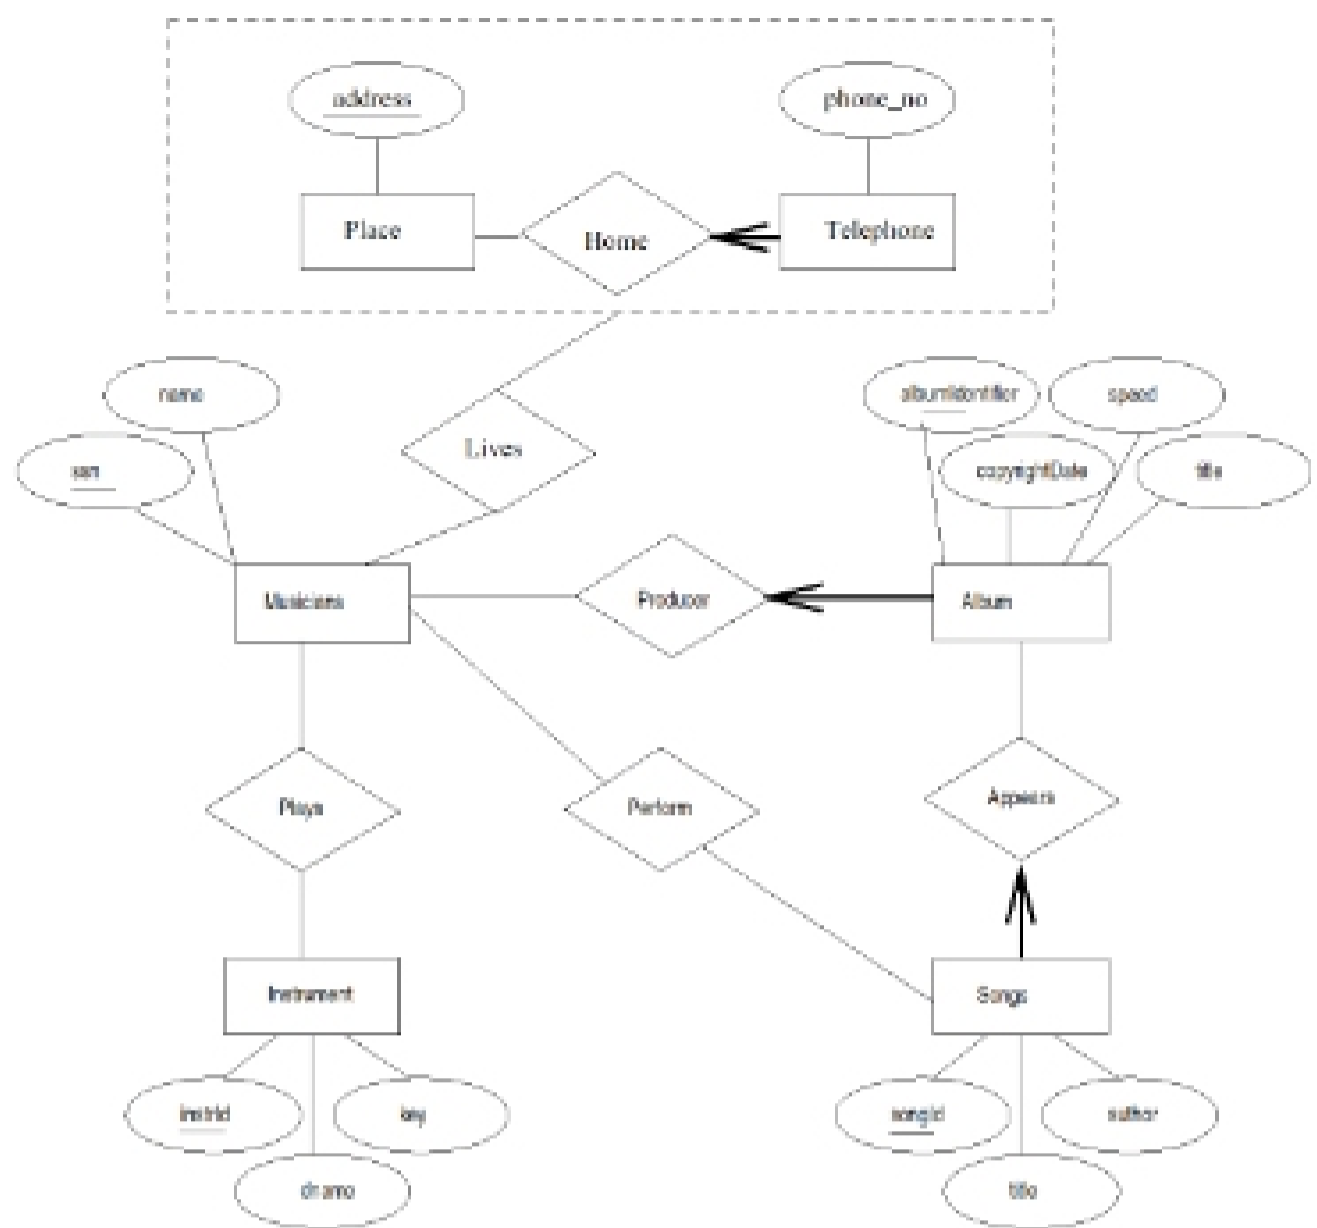 address
phone_no
Place
Home
Telephone
name
ssn
Lives
albumIdentifier
speed
copyrightDate
title
Musicians
Producer
Album
Plays
Perform
Appears
Instrument
Songs
instrId
key
dname
songId
author
title